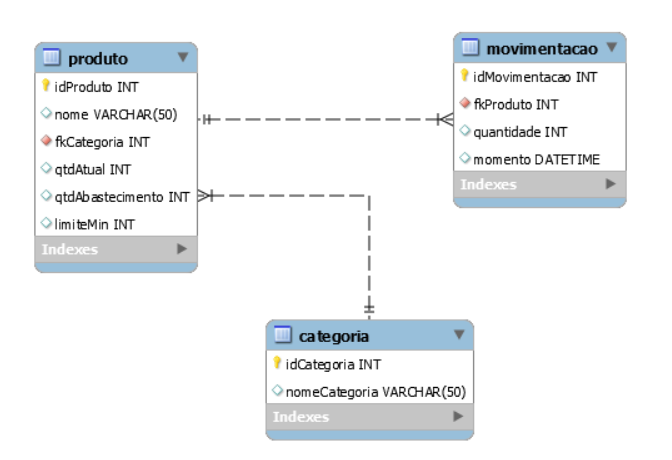 produto
idProduto INT
nome VARCHAR(50)
fkCategoria INT
qtdAtual INT
qtdAbastecimento INT
limiteMin INT
Indexes
movimentacao
idMovimentacao INT
fkProduto INT
quantidade INT
momento DATETIME
Indexes
categoria
idCategoria INT
nomeCategoria VARCHAR(50)
Indexes